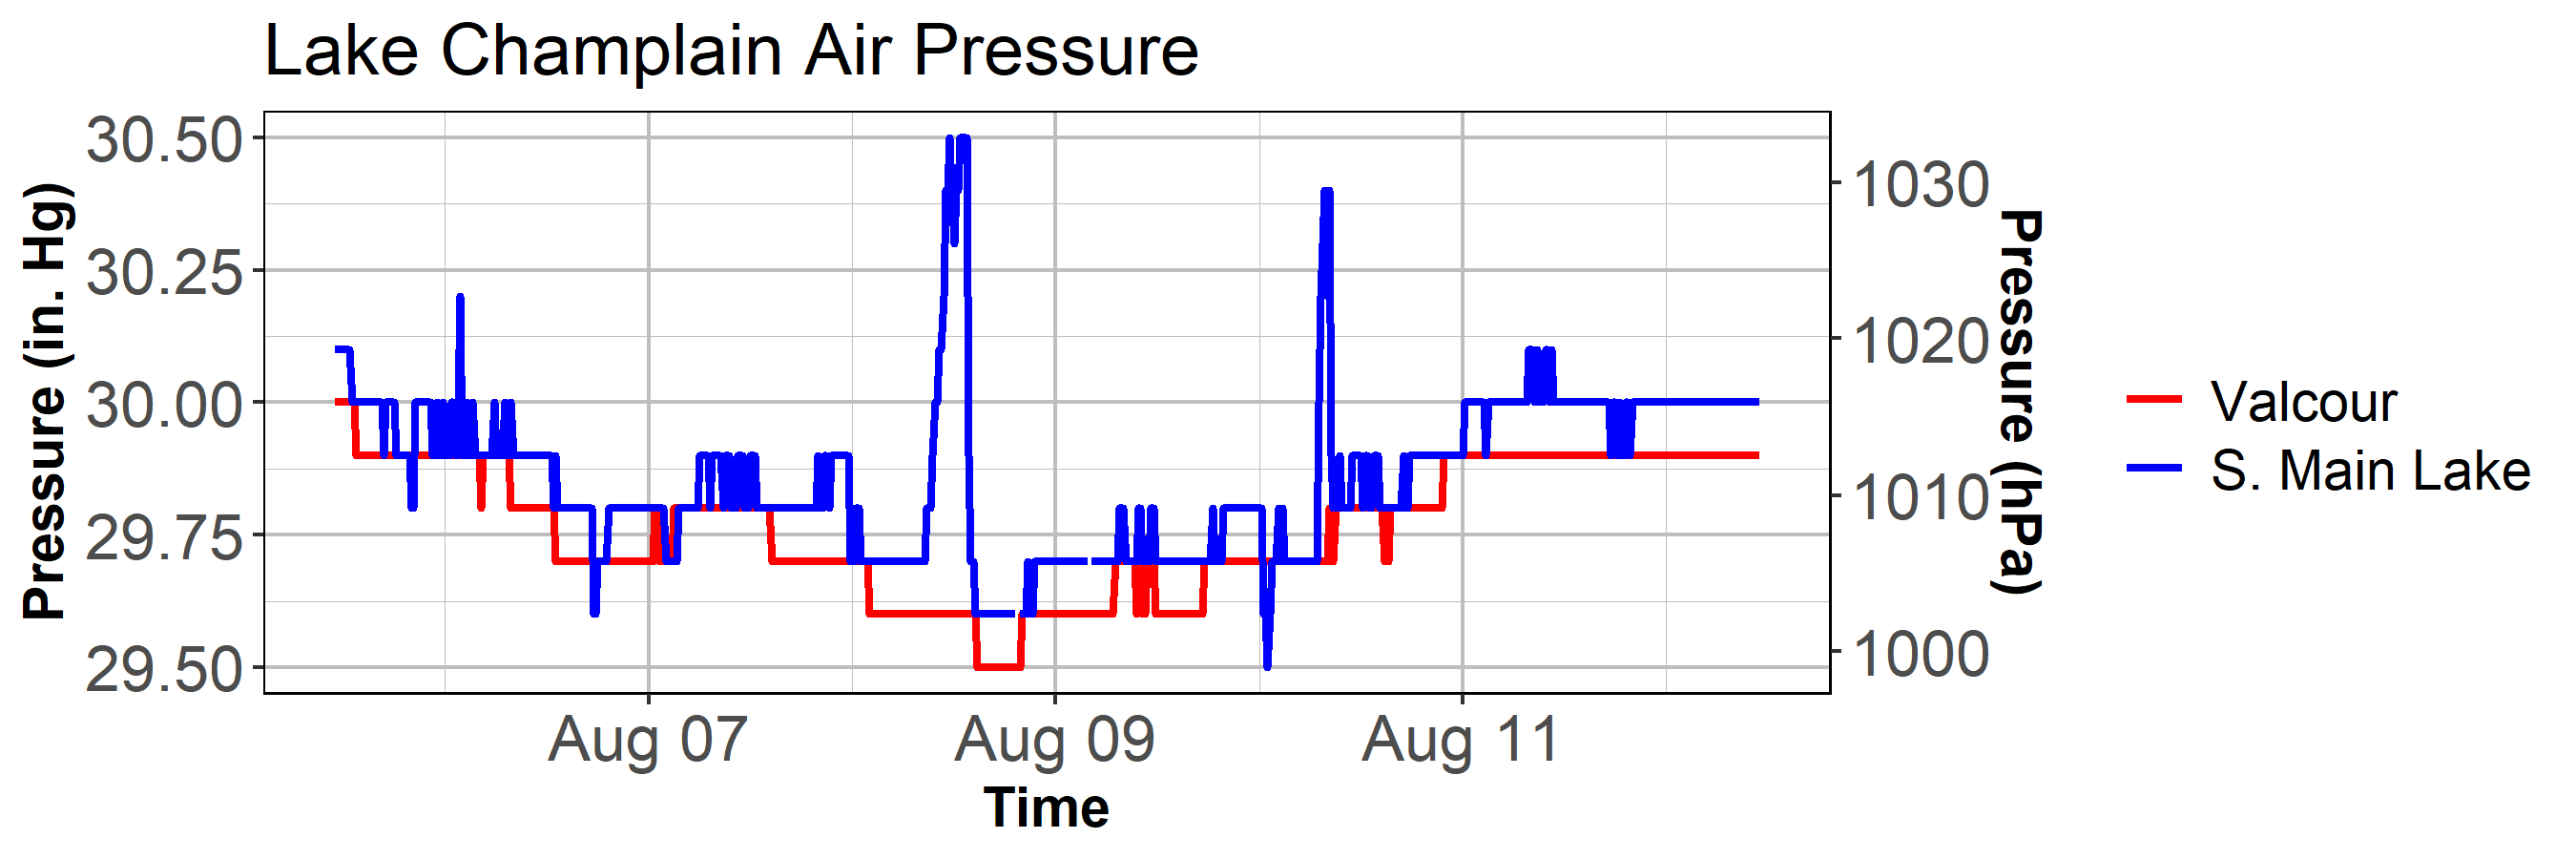 Lake Champlain Air Pressure
Pressure (in. Hg)
30.50
30.25
30.00
29.75
29.50
1030
1020
1010
1000
Pressure (hPa)
Aug 07
Aug 09
Aug 11
Time
Valcour
S. Main Lake